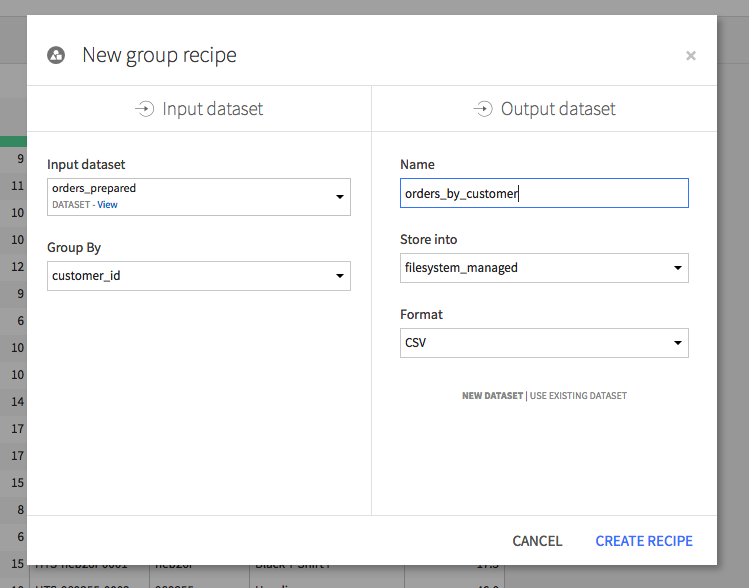 New group recipe
×
Input dataset
Output dataset
Input dataset
orders_prepared
DATASET - View
Group By
customer_id
Name
orders_by_customer
Store into
filesystem_managed
Format
CSV
NEW DATASET | USE EXISTING DATASET
CANCEL
CREATE RECIPE
9
11
10
10
12
9
6
10
10
14
17
17
15
8
6
15